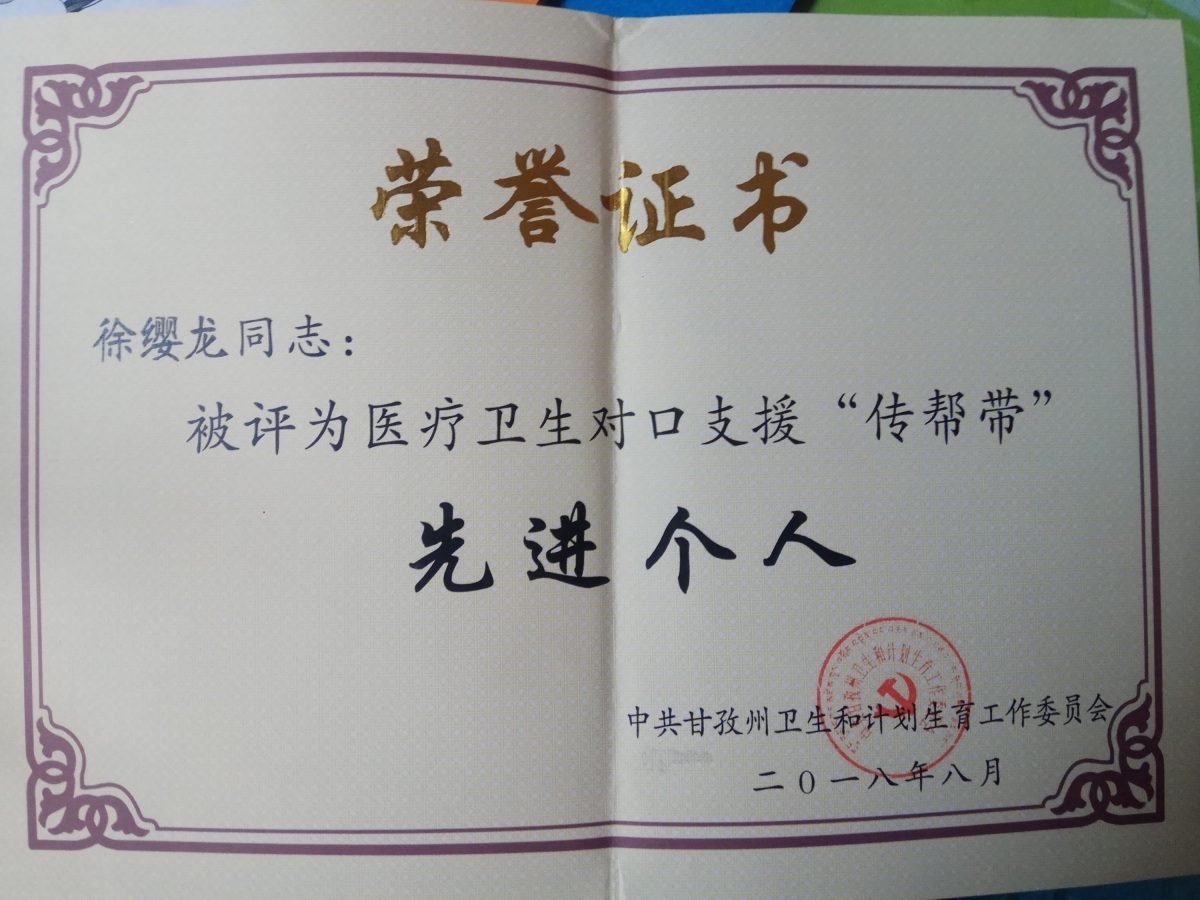 荣誉证书
徐缨龙同志：
被评为医疗卫生对口支援“传帮带”
先进个人
中共甘孜州卫生和计划生育工作委员会
二〇一八年八月